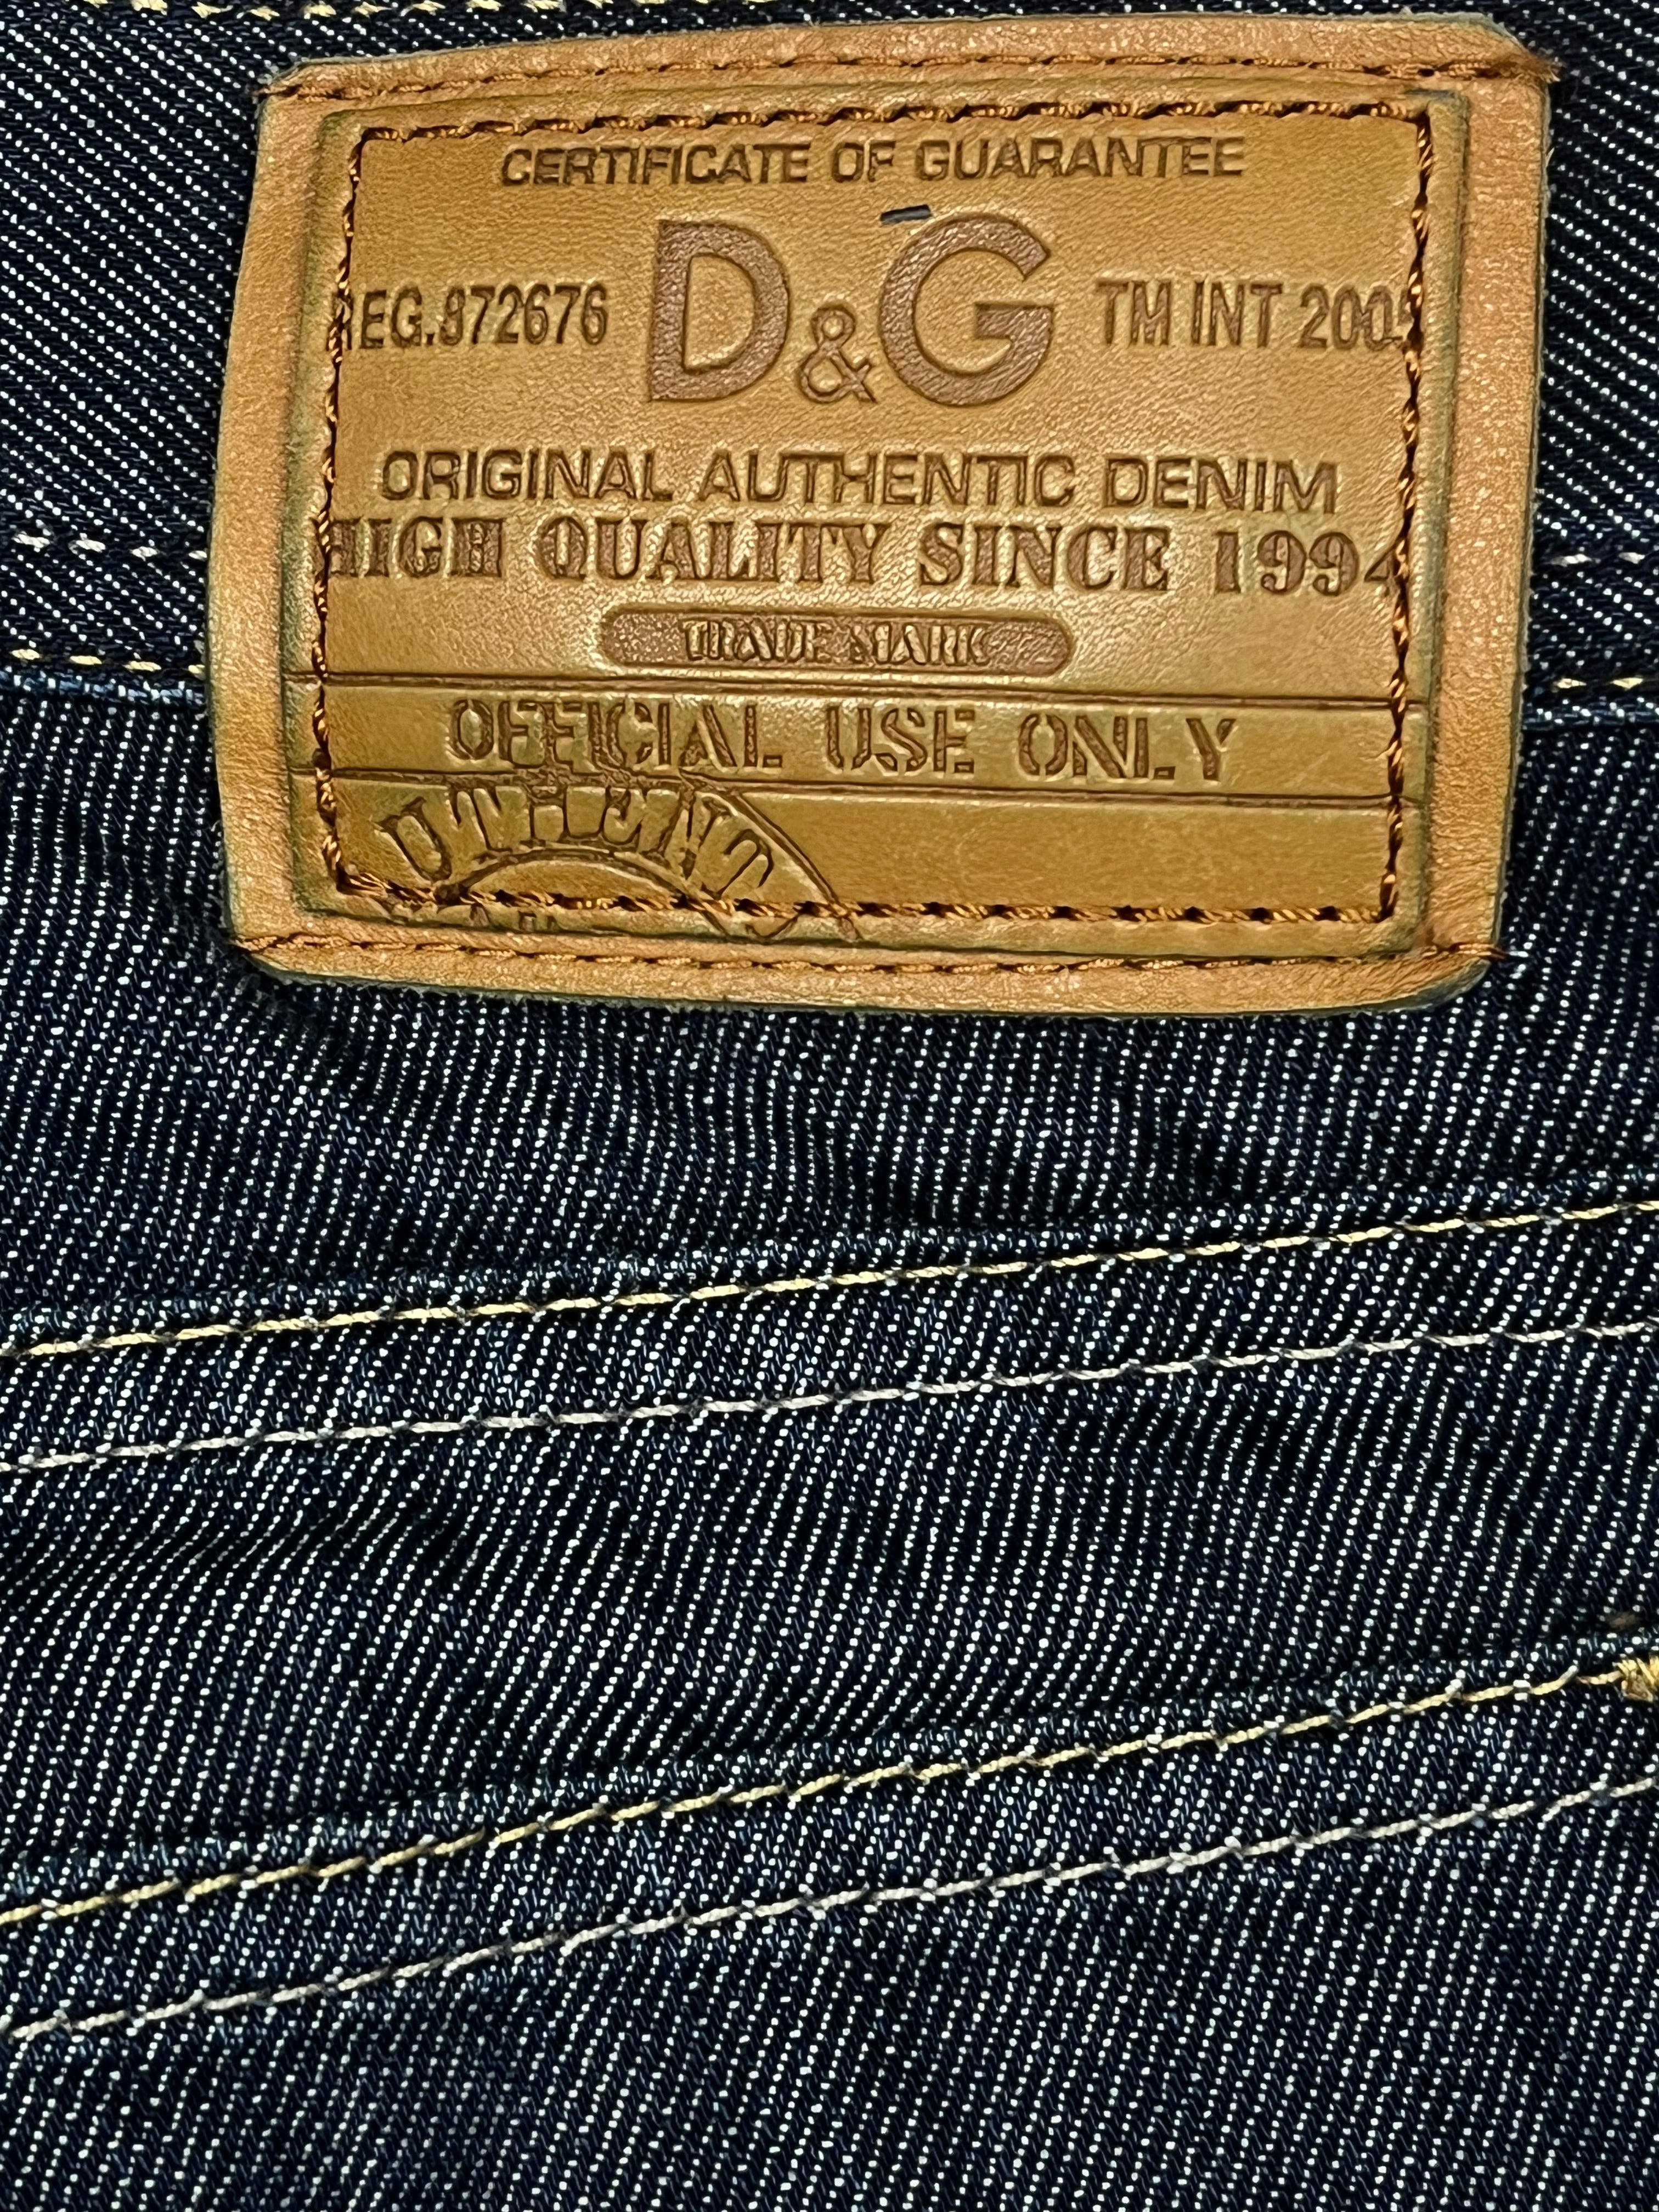 CERTIFICATE OF GUARANTEE
REG.872676 D&G TM INT 2005
ORIGINAL AUTHENTIC DENIM
HIGH QUALITY SINCE 1994
TRADE MARK
OFFICIAL USE ONLY